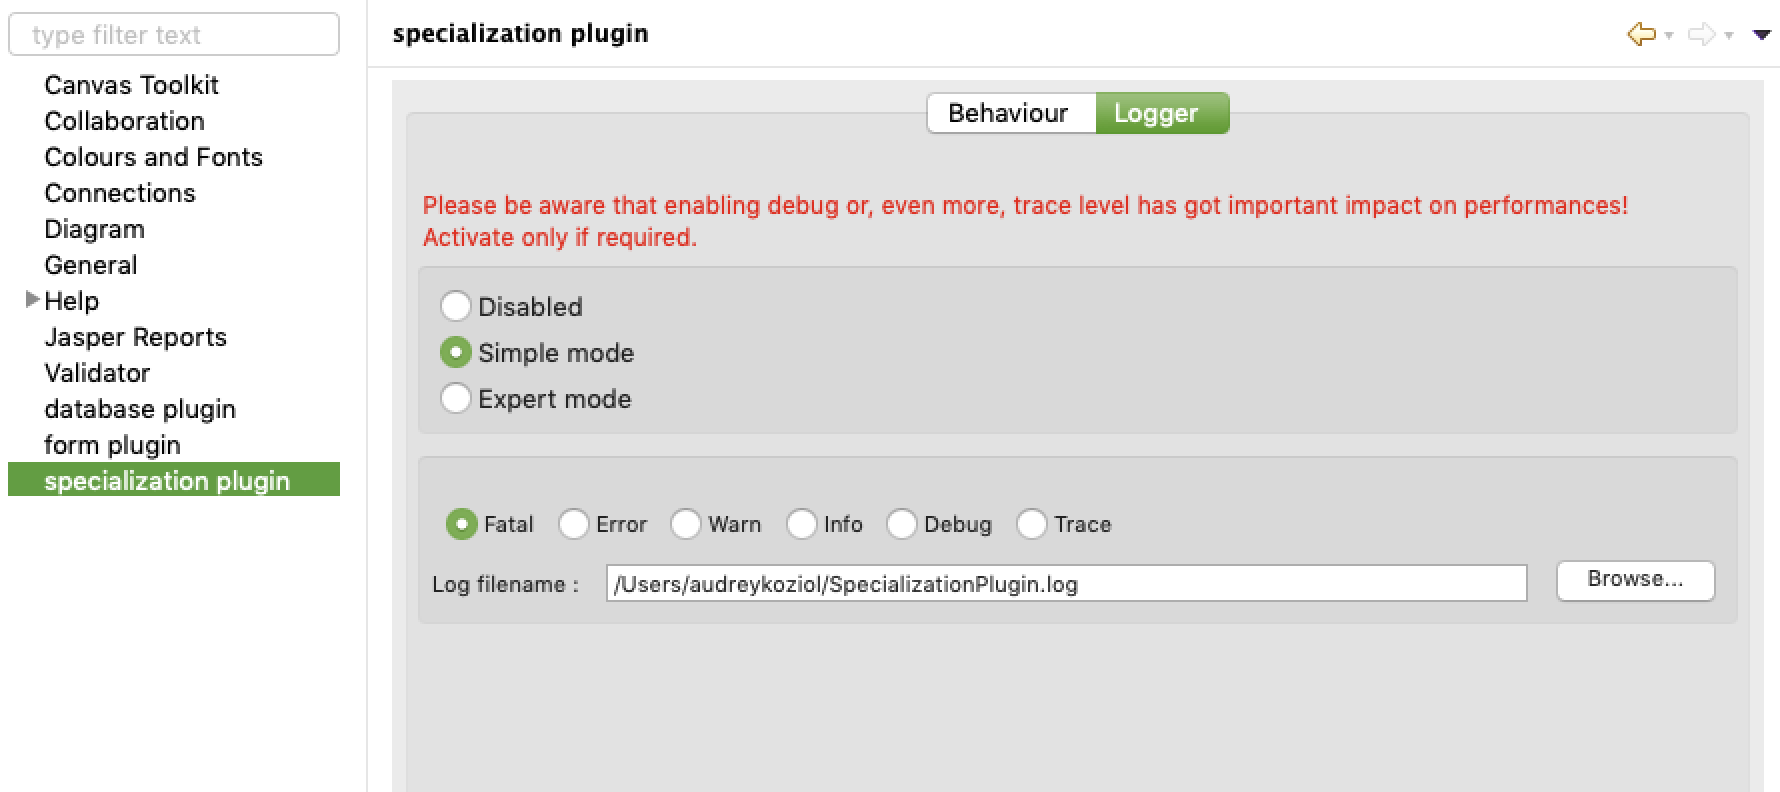 type filter text
Canvas Toolkit
Collaboration
Colours and Fonts
Connections
Diagram
General
Help
Jasper Reports
Validator
database plugin
form plugin
specialization plugin
specialization plugin
Behaviour Logger
Please be aware that enabling debug or, even more, trace level has got important impact on performances!
Activate only if required.
Disabled
Simple mode
Expert mode
Fatal Error Warn Info Debug Trace
Log filename : /Users/audreykoziol/SpecializationPlugin.log Browse...